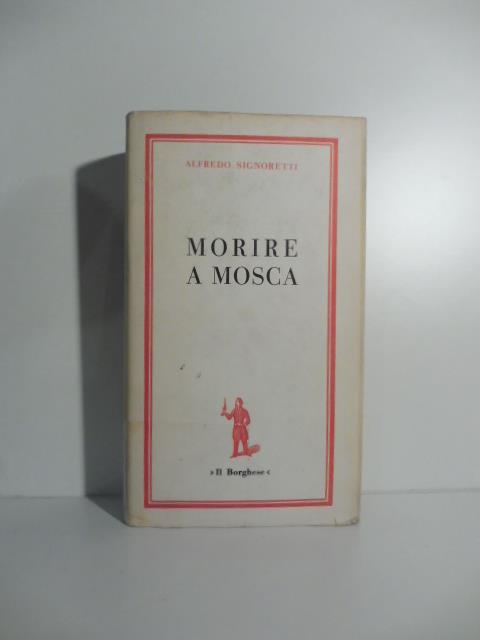 ALFREDO SIGNORETTI
MORIRE
A MOSCA
»Il Borghese«